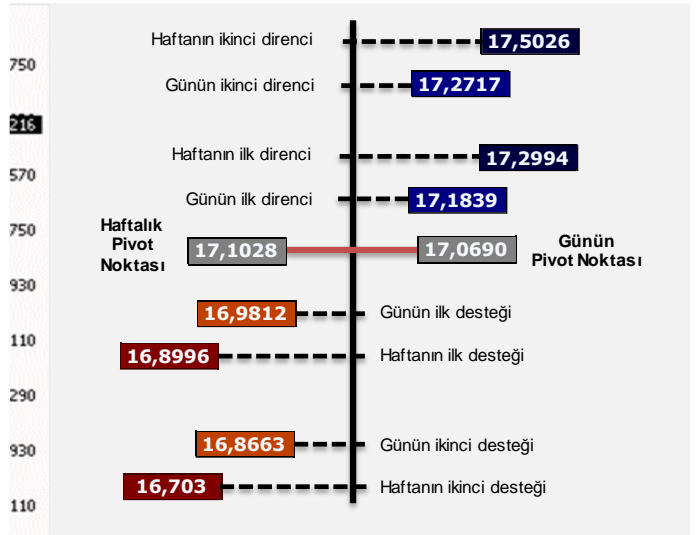 Haftanın ikinci direnci
17,5026
750
Günün ikinci direnci
17,2717
216
Haftanın ilk direnci
17,2994
570
Günün ilk direnci
17,1839
750
Haftalık
Pivot
Noktası
17,1028
17,0690
Günün
Pivot Noktası
930
16,9812
Günün ilk desteği
110
16,8996
Haftanın ilk desteği
290
16,8663
Günün ikinci desteği
930
16,703
Haftanın ikinci desteği
110